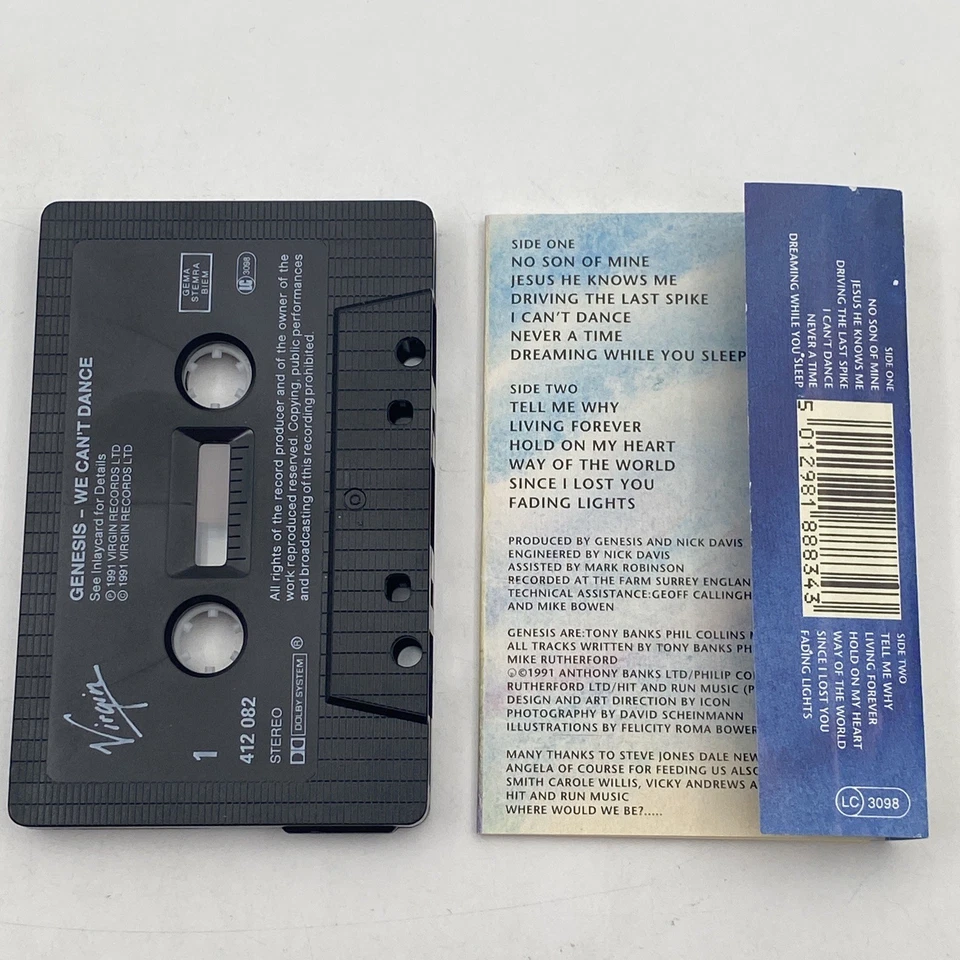 GENESIS – WE CAN'T DANCE
See Inlaycard for Details
℗ 1991 VIRGIN RECORDS LTD
© 1991 VIRGIN RECORDS LTD
Virgin
GEMA
STEMRA
BIEM
LC 3098
1
412 082
STEREO
DOLBY SYSTEM ®
All rights of the record producer and of the owner of the
work reproduced reserved. Copying, public performances
and broadcasting of this recording prohibited.
SIDE ONE
NO SON OF MINE
JESUS HE KNOWS ME
DRIVING THE LAST SPIKE
I CAN'T DANCE
NEVER A TIME
DREAMING WHILE YOU SLEEP
SIDE TWO
TELL ME WHY
LIVING FOREVER
HOLD ON MY HEART
WAY OF THE WORLD
SINCE I LOST YOU
FADING LIGHTS
PRODUCED BY GENESIS AND NICK DAVIS
ENGINEERED BY NICK DAVIS
ASSISTED BY MARK ROBINSON
RECORDED AT THE FARM SURREY ENGLAN
TECHNICAL ASSISTANCE:GEOFF CALLINGH
AND MIKE BOWEN
GENESIS ARE:TONY BANKS PHIL COLLINS
ALL TRACKS WRITTEN BY TONY BANKS PH
MIKE RUTHERFORD
℗©1991 ANTHONY BANKS LTD/PHILIP CO
RUTHERFORD LTD/HIT AND RUN MUSIC (P
DESIGN AND ART DIRECTION BY ICON
PHOTOGRAPHY BY DAVID SCHEINMANN
ILLUSTRATIONS BY FELICITY ROMA BOWER
MANY THANKS TO STEVE JONES DALE NEW
ANGELA OF COURSE FOR FEEDING US ALSO
SMITH CAROLE WILLIS, VICKY ANDREWS A
HIT AND RUN MUSIC
WHERE WOULD WE BE?.....
SIDE ONE
NO SON OF MINE
JESUS HE KNOWS ME
DRIVING THE LAST SPIKE
I CAN'T DANCE
NEVER A TIME
DREAMING WHILE YOU SLEEP
5 012981 888343
SIDE TWO
TELL ME WHY
LIVING FOREVER
HOLD ON MY HEART
WAY OF THE WORLD
SINCE I LOST YOU
FADING LIGHTS
LC 3098